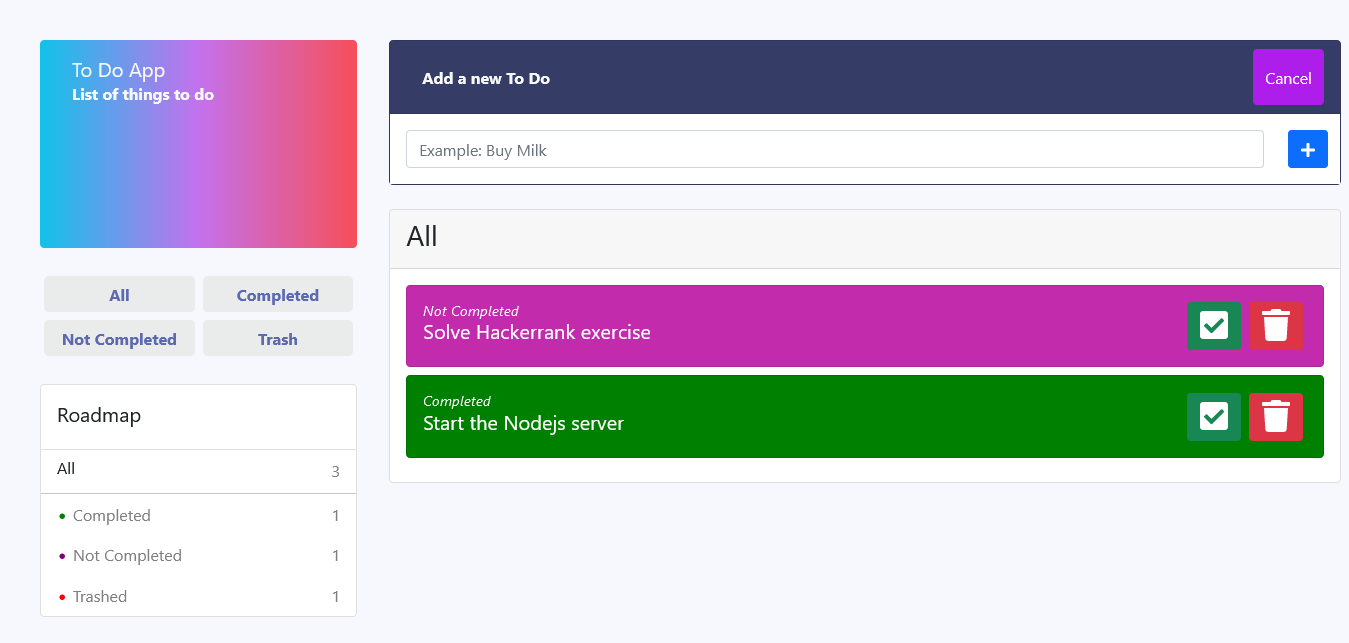 To Do App
List of things to do
All
Completed
Not Completed
Trash
Roadmap
All 3
Completed 1
Not Completed 1
Trashed 1
Add a new To Do
Cancel
Example: Buy Milk
All
Not Completed
Solve Hackerrank exercise
Completed
Start the Nodejs server